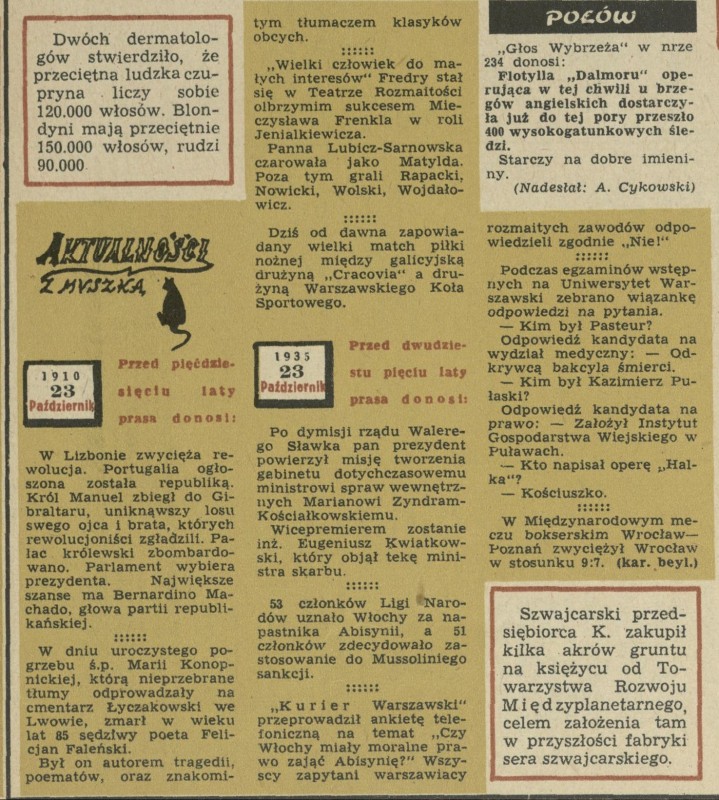 Dwóch dermatolo-
gów stwierdziło, że
przeciętna ludzka czu-
pryna liczy sobie
120.000 włosów. Blon-
dyni mają przeciętnie
150.000 włosów, rudzi
90.000
AKTUALNOŚCI
Z MYSZKĄ
1910
23
Październik
Przed pięćdzie-
sięciu laty
prasa donosi:
W Lizbonie zwycięża re-
wolucja. Portugalia ogło-
szona została republiką.
Król Manuel zbiegł do Gi-
braltaru, uniknąwszy losu
swego ojca i brata, których
rewolucjoniści zgładzili. Pa-
lac królewski zbombardo-
wano. Parlament wybiera
prezydenta. Największe
szanse ma Bernardino Ma-
chado, głowa partii republi-
kańskiej.
::::::
W dniu uroczystego po-
grzebu ś.p. Marii Konop-
nickiej, którą nieprzebrane
tłumy odprowadzały na
cmentarz Łyczakowski we
Lwowie, zmarł w wieku
lat 85 sędziwy poeta Feli-
cjan Faleński.
Był on autorem tragedii,
poematów, oraz znakomi-
tym tłumaczem klasyków
obcych.
::::::
„Wielki człowiek do ma-
łych interesów" Fredry stał
się w Teatrze Rozmaitości
olbrzymim sukcesem Mie-
czysława Frenkla w roli
Jenialkiewicza.
Panna Lubicz-Sarnowska
czarowała jako Matylda.
Poza tym grali Rapacki,
Nowicki, Wolski, Wojdało-
wicz.
::::::
Dziś od dawna zapowia-
dany wielki match piłki
nożnej między galicyjską
drużyną „Cracovia" a dru-
żyną Warszawskiego Koła
Sportowego.
1935
23
Październik
Przed dwudzie-
stu pięciu laty
prasa donosi:
Po dymisji rządu Walere-
go Sławka pan prezydent
powierzył misję tworzenia
gabinetu dotychczasowemu
ministrowi spraw wewnętrz-
nych Marianowi Zyndram-
Kościałkowskiemu.
Wicepremierem zostanie
inż. Eugeniusz Kwiatkow-
ski, który objął tekę mini-
stra skarbu.
::::::
53 członków Ligi Naro-
dów uznało Włochy za na-
pastnika Abisynii, a 51
członków zdecydowało za-
stosowanie do Mussoliniego
sankcji.
::::::
„Kurier Warszawski"
przeprowadził ankietę tele-
foniczną na temat „Czy
Włochy miały moralne pra-
wo zająć Abisynię?" Wszy-
scy zapytani warszawiacy
rozmaitych zawodów odpo-
wiedzieli zgodnie „Nie!"
::::::
Podczas egzaminów wstęp-
nych na Uniwersytet War-
szawski zebrano wiązankę
odpowiedzi na pytania.
— Kim był Pasteur?
Odpowiedź kandydata na
wydział medyczny: — Od-
krywcą bakcyla śmierci.
— Kim był Kazimierz Pu-
łaski?
Odpowiedź kandydata na
prawo: — Założył Instytut
Gospodarstwa Wiejskiego w
Puławach.
— Kto napisał operę „Hal-
ka"?
— Kościuszko.
::::::
W Międzynarodowym me-
czu bokserskim Wrocław—
Poznań zwyciężył Wrocław
w stosunku 9:7. (kar. beyl.)
POŁÓW
„Głos Wybrzeża" w nrze
234 donosi:
Flotylla „Dalmoru" ope-
rująca w tej chwili u brze-
gów angielskich dostarczy-
ła już do tej pory przeszło
400 wysokogatunkowych śle-
dzi.
Starczy na dobre imieni-
ny.
(Nadesłał: A. Cykowski)
Szwajcarski przed-
siębiorca K. zakupił
kilka akrów gruntu
na księżycu od To-
warzystwa Rozwoju
Międzyplanetarnego,
celem założenia tam
w przyszłości fabryki
sera szwajcarskiego.